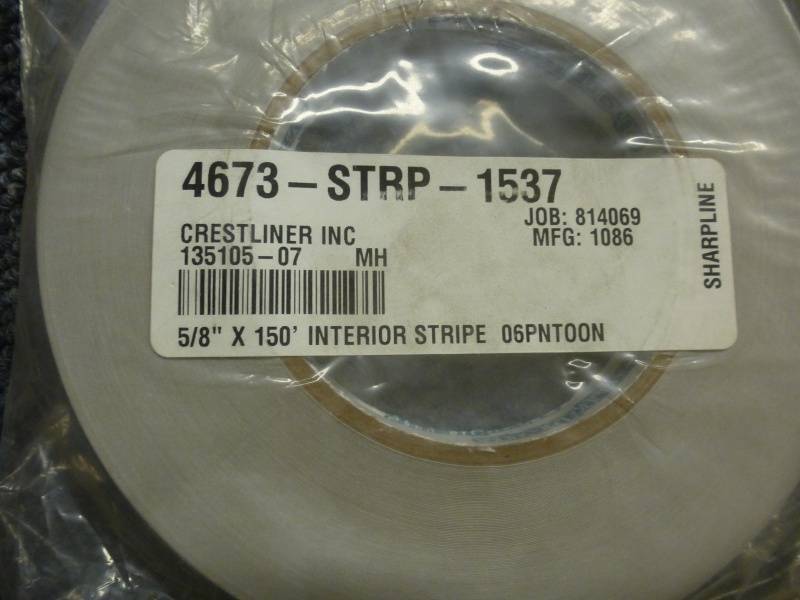 4673-STRP-1537
JOB: 814069
CRESTLINER INC
MFG: 1086
135105-07 MH
5/8" X 150' INTERIOR STRIPE 06PNTOON
SHARPLINE